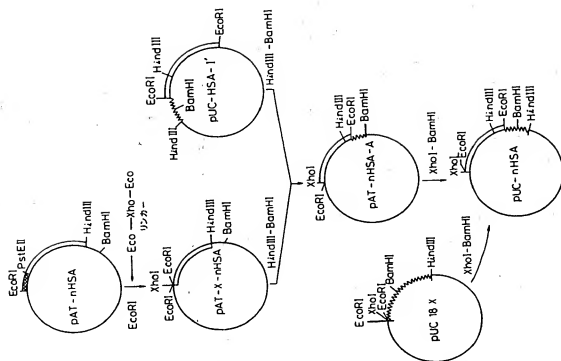 EcoRI
PstEII
HindIII
BamHI
pAT-nHSA
EcoRI
Eco—Xho—Eco
リンカー
XhoI
EcoRI
EcoRI
HindIII
BamHI
pAT-X-nHSA
HindIII-BamHI
EcoRI
HindIII
EcoRI
BamHI
HindIII
pUC-HSA-I'
HindIII-BamHI
XhoI
EcoRI
HindIII
EcoRI
BamHI
pAT-nHSA-A
XhoI-BamHI
EcoRI
XhoI
EcoRI
BamHI
HindIII
pUC 18 X
XhoI-BamHI
XhoI
EcoRI
HindIII
EcoRI
BamHI
HindIII
pUC-nHSA